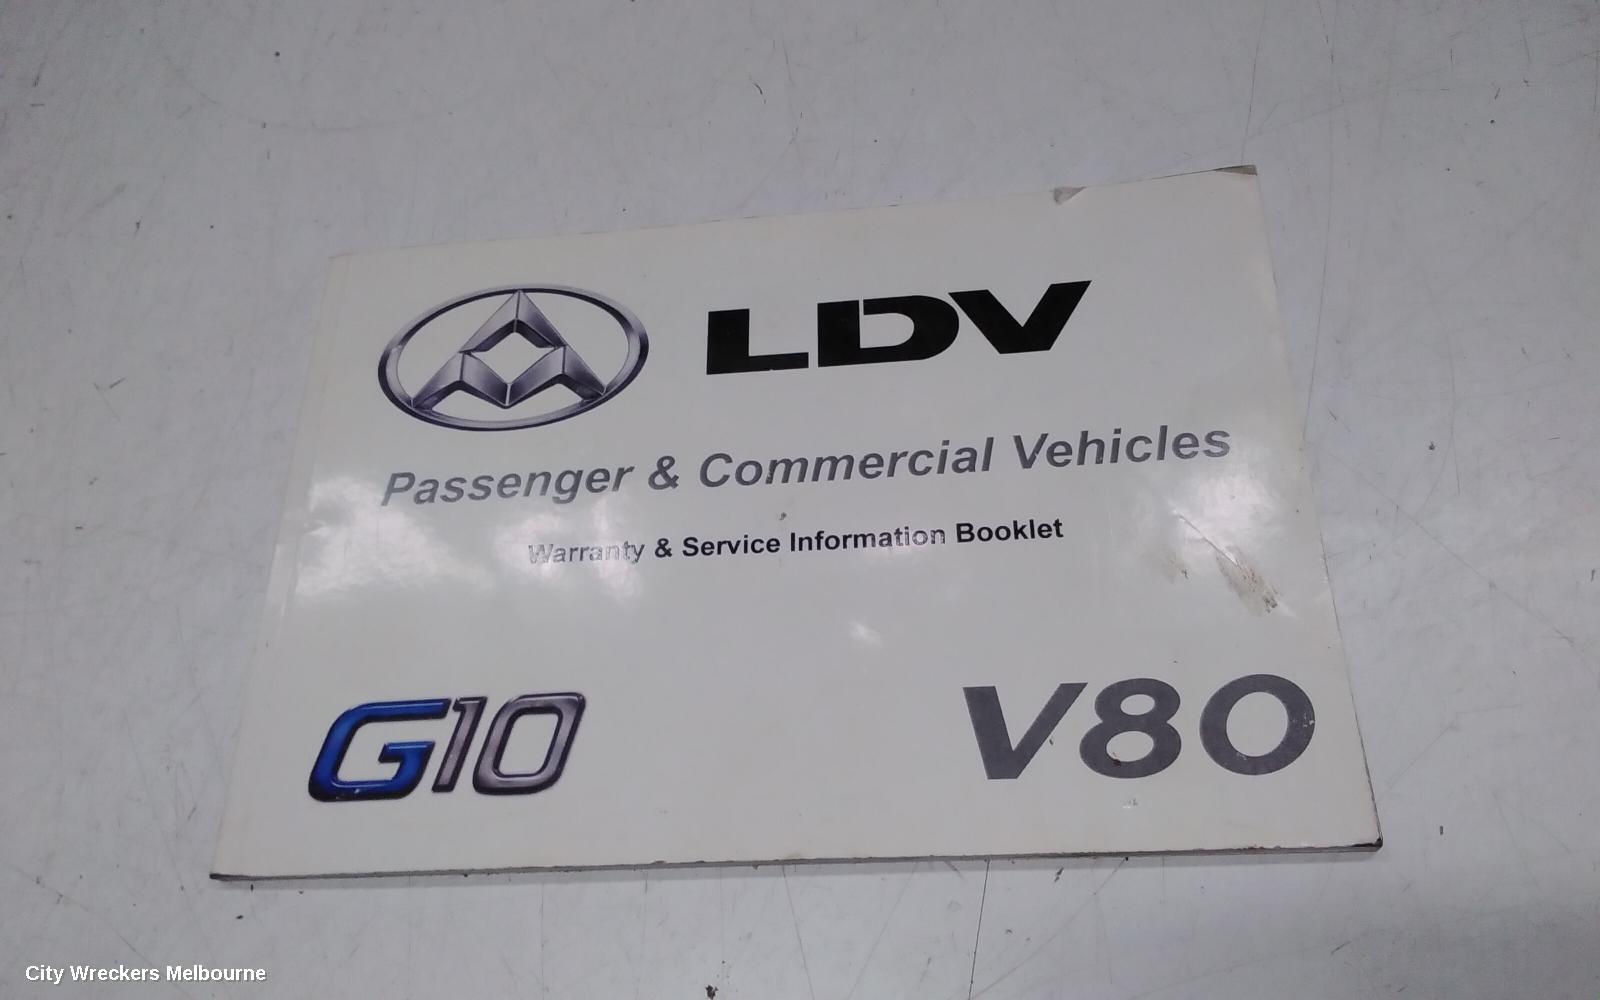 LDV
Passenger & Commercial Vehicles
Warranty & Service Information Booklet
G10
V80
City Wreckers Melbourne